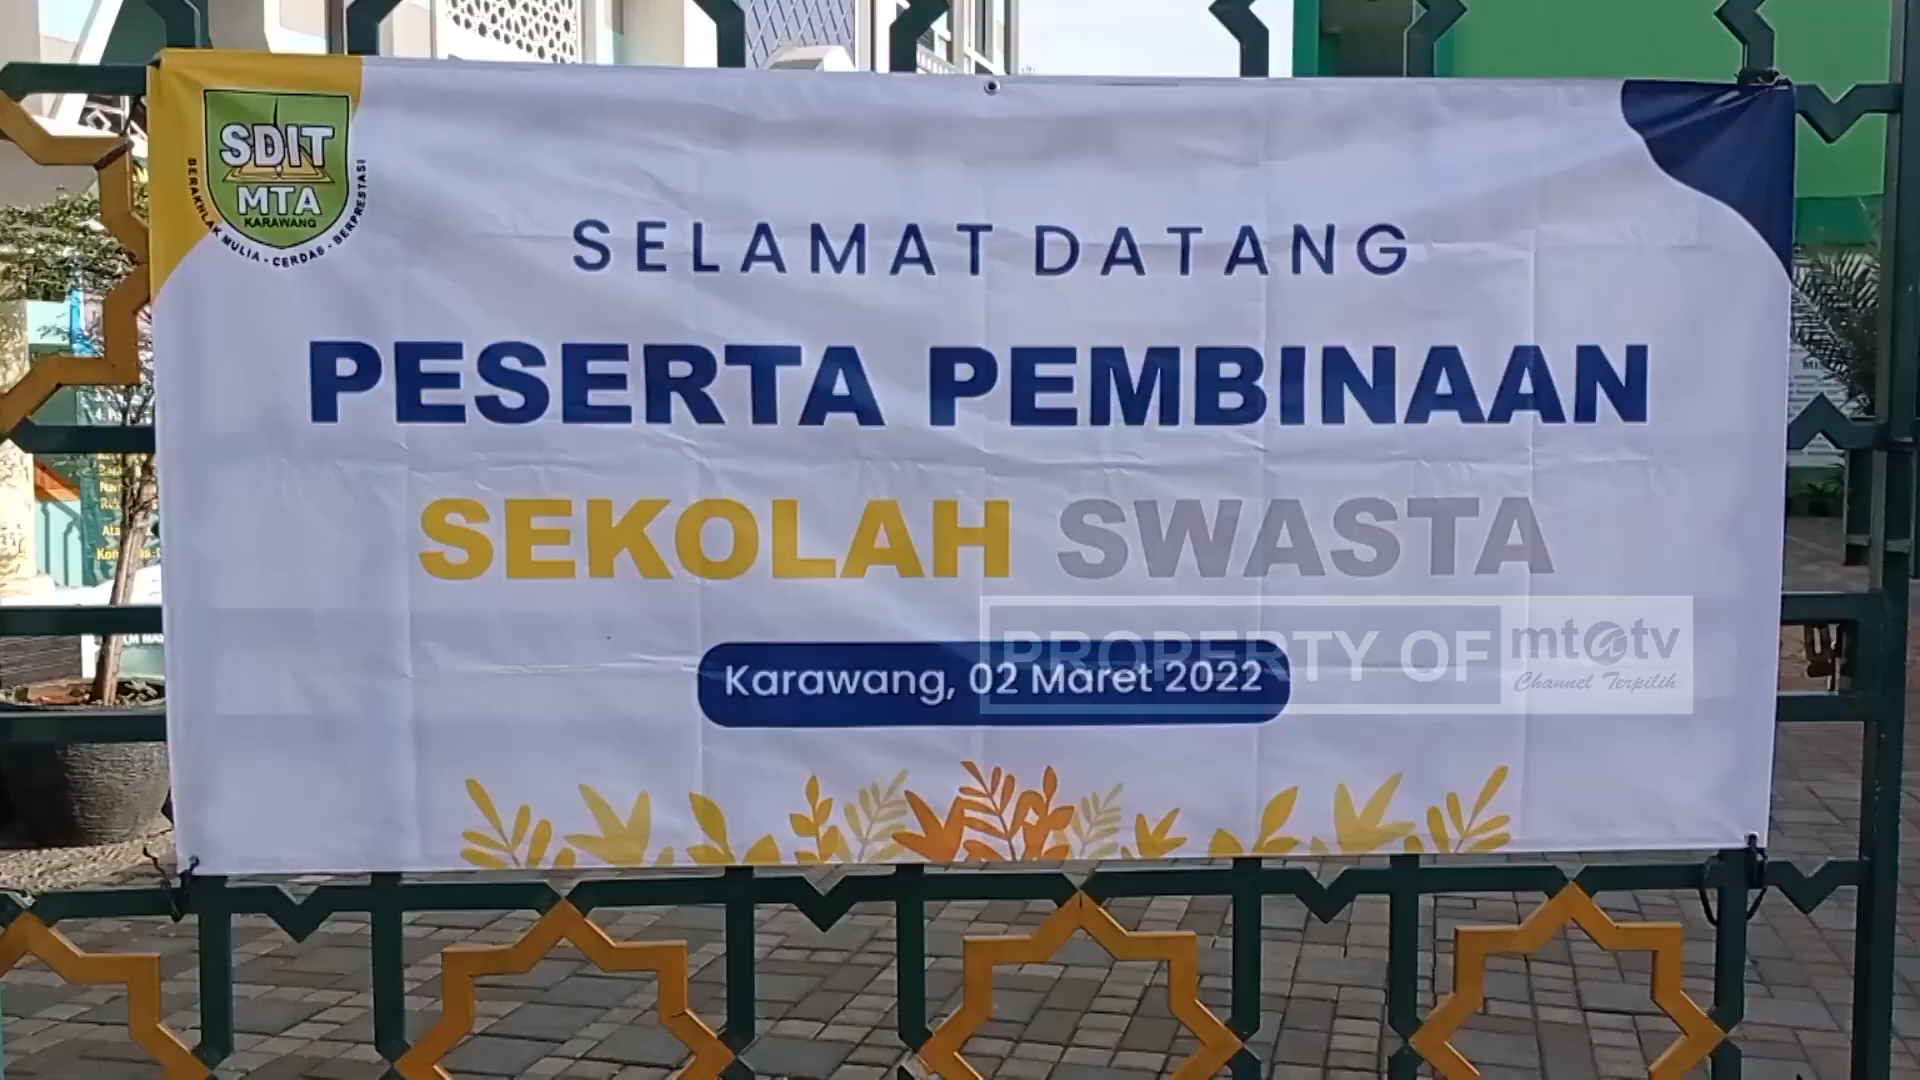 SDIT
MTA
KARAWANG
BERAKHLAK MULIA - CERDAS - BERPRESTASI
SELAMAT DATANG
PESERTA PEMBINAAN
SEKOLAH SWASTA
Karawang, 02 Maret 2022
PROPERTY OF mt@tv
Channel Terpilih